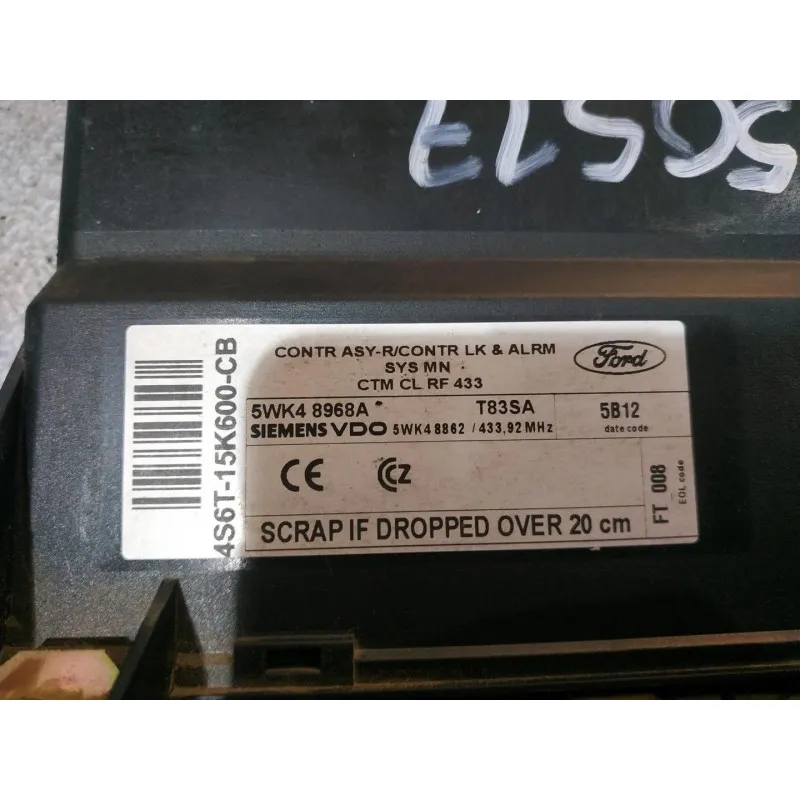 50577
4S6T-15K600-CB
CONTR ASY-R/CONTR LK & ALRM
SYS MN
CTM CL RF 433
Ford
5WK4 8968A T83SA
5B12
SIEMENS VDO 5WK4 8862 / 433,92 MHz
date code
CE
CZ
FT 008
EOL code
SCRAP IF DROPPED OVER 20 cm